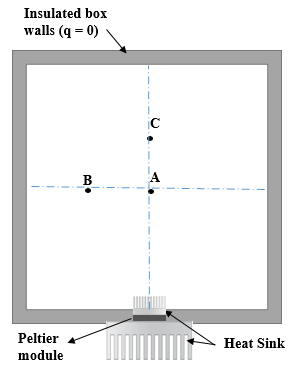 Insulated box
walls (q = 0)
C
B
A
Peltier
module
Heat Sink